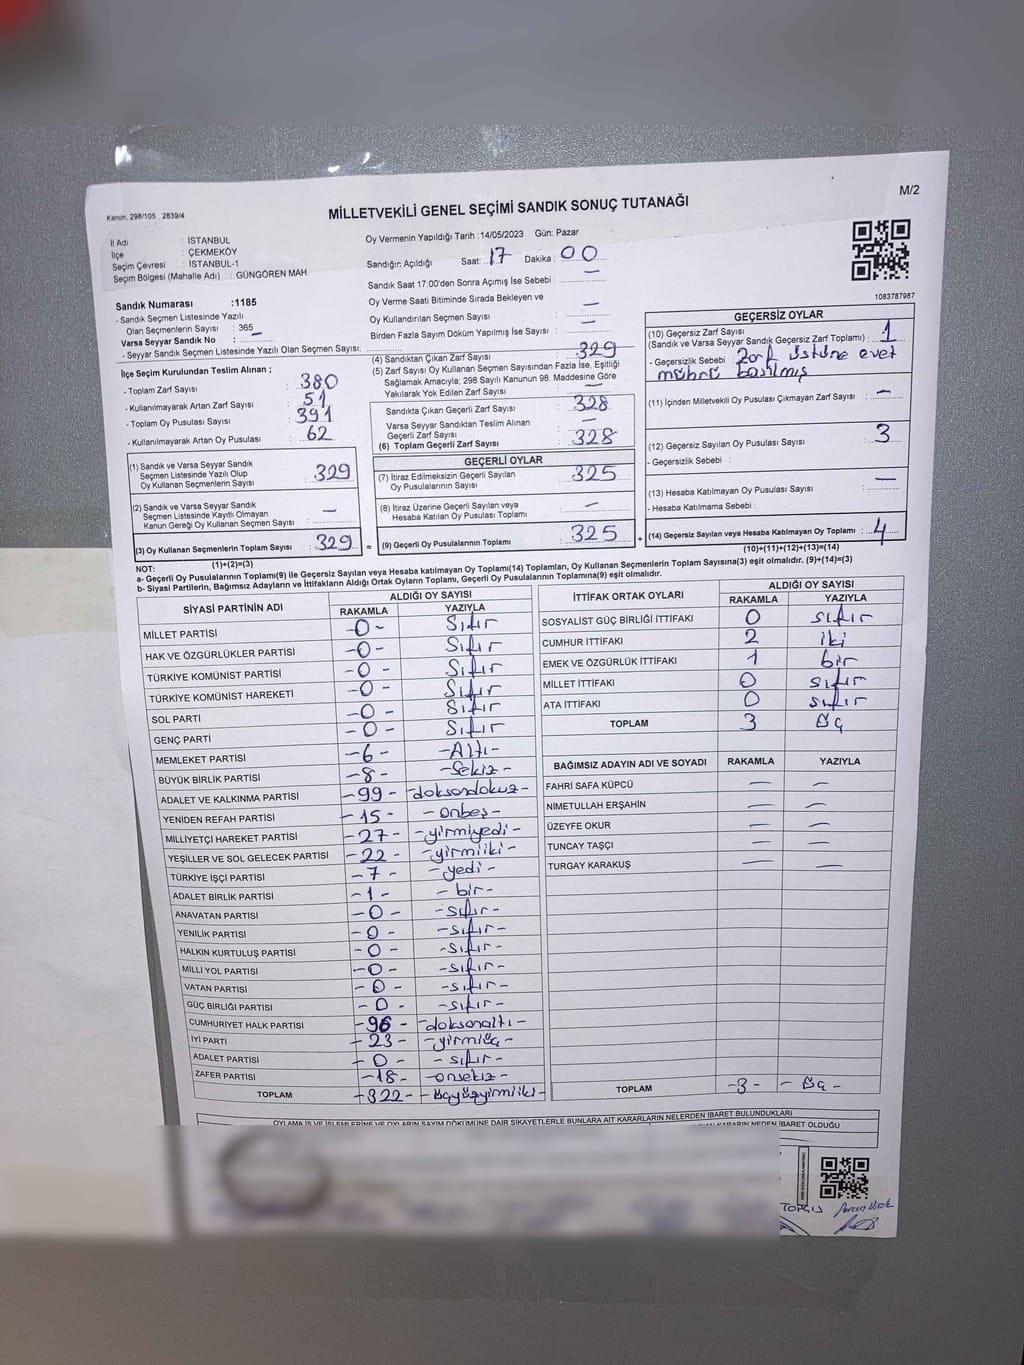 Kanun: 298/105 2839/4
MİLLETVEKİLİ GENEL SEÇİMİ SANDIK SONUÇ TUTANAĞI
M/2
İl Adı : İSTANBUL
İlçe : ÇEKMEKÖY
Seçim Çevresi : İSTANBUL-1
Seçim Bölgesi (Mahalle Adı) : GÜNGÖREN MAH.
Sandık Numarası :1185
- Sandık Seçmen Listesinde Yazılı
Olan Seçmenlerin Sayısı : 365
Varsa Seyyar Sandık No : —
- Seyyar Sandık Seçmen Listesinde Yazılı Olan Seçmen Sayısı:
Oy Vermenin Yapıldığı Tarih :14/05/2023 Gün: Pazar
Sandığın Açıldığı Saat: 17 Dakika : 00
Sandık Saat 17:00'den Sonra Açımış İse Sebebi : —
Oy Verme Saati Bitiminde Sırada Bekleyen ve
Oy Kullandırılan Seçmen Sayısı : —
Birden Fazla Sayım Döküm Yapılmış İse Sayısı : —
1083787987
İlçe Seçim Kurulundan Teslim Alınan ;
- Toplam Zarf Sayısı : 380
- Kullanılmayarak Artan Zarf Sayısı : 51
- Toplam Oy Pusulası Sayısı : 391
- Kullanılmayarak Artan Oy Pusulası : 62
(4) Sandıktan Çıkan Zarf Sayısı : 329
(5) Zarf Sayısı Oy Kullanan Seçmen Sayısından Fazla İse, Eşitliği
Sağlamak Amacıyla; 298 Sayılı Kanunun 98. Maddesine Göre
Yakılarak Yok Edilen Zarf Sayısı : —
Sandıkta Çıkan Geçerli Zarf Sayısı : 328
Varsa Seyyar Sandıktan Teslim Alınan
Geçerli Zarf Sayısı : —
(6) Toplam Geçerli Zarf Sayısı : 328
GEÇERSİZ OYLAR
(10) Geçersiz Zarf Sayısı
(Sandık ve Varsa Seyyar Sandık Geçersiz Zarf Toplamı) : 1
- Geçersizlik Sebebi : Zarf üstüne evet
mührü basılmış
(11) İçinden Milletvekili Oy Pusulası Çıkmayan Zarf Sayısı : —
(12) Geçersiz Sayılan Oy Pusulası Sayısı : 3
- Geçersizlik Sebebi :
(13) Hesaba Katılmayan Oy Pusulası Sayısı : —
- Hesaba Katılmama Sebebi :
(14) Geçersiz Sayılan veya Hesaba Katılmayan Oy Toplamı : 4
(10)+(11)+(12)+(13)=(14)
(1) Sandık ve Varsa Seyyar Sandık
Seçmen Listesinde Yazılı Olup
Oy Kullanan Seçmenlerin Sayısı : 329
(2) Sandık ve Varsa Seyyar Sandık
Seçmen Listesinde Kayıtlı Olmayan
Kanun Gereği Oy Kullanan Seçmen Sayısı : —
(3) Oy Kullanan Seçmenlerin Toplam Sayısı : 329 =
(1)+(2)=(3)
GEÇERLİ OYLAR
(7) İtiraz Edilmeksizin Geçerli Sayılan
Oy Pusulalarının Sayısı : 325
(8) İtiraz Üzerine Geçerli Sayılan veya
Hesaba Katılan Oy Pusulası Toplamı : —
(9) Geçerli Oy Pusulalarının Toplamı : 325 +
NOT:
a- Geçerli Oy Pusulalarının Toplamı(9) ile Geçersiz Sayılan veya Hesaba katılmayan Oy Toplamı(14) Toplamları, Oy Kullanan Seçmenlerin Toplam Sayısına(3) eşit olmalıdır. (9)+(14)=(3)
b- Siyasi Partilerin, Bağımsız Adayların ve İttifakların Aldığı Ortak Oyların Toplamı, Geçerli Oy Pusulalarının Toplamına(9) eşit olmalıdır.
SİYASİ PARTİNİN ADI ALDIĞI OY SAYISI
RAKAMLA YAZIYLA
MİLLET PARTİSİ -0- Sıfır
HAK VE ÖZGÜRLÜKLER PARTİSİ -0- Sıfır
TÜRKİYE KOMÜNİST PARTİSİ -0- Sıfır
TÜRKİYE KOMÜNİST HAREKETİ -0- Sıfır
SOL PARTİ -0- Sıfır
GENÇ PARTİ -0- Sıfır
MEMLEKET PARTİSİ -6- -Altı-
BÜYÜK BİRLİK PARTİSİ -8- -Sekiz-
ADALET VE KALKINMA PARTİSİ -99- -doksandokuz-
YENİDEN REFAH PARTİSİ -15- -onbeş-
MİLLİYETÇİ HAREKET PARTİSİ -27- -yirmiyedi-
YEŞİLLER VE SOL GELECEK PARTİSİ -22- -yirmiiki-
TÜRKİYE İŞÇİ PARTİSİ -7- -yedi-
ADALET BİRLİK PARTİSİ -1- -bir-
ANAVATAN PARTİSİ -0- -sıfır-
YENİLİK PARTİSİ -0- -sıfır-
HALKIN KURTULUŞ PARTİSİ -0- -sıfır-
MİLLİ YOL PARTİSİ -0- -sıfır-
VATAN PARTİSİ -0- -sıfır-
GÜÇ BİRLİĞİ PARTİSİ -0- -sıfır-
CUMHURİYET HALK PARTİSİ -96- -doksanaltı-
İYİ PARTİ -23- -yirmiüç-
ADALET PARTİSİ -0- -sıfır-
ZAFER PARTİSİ -18- -onsekiz-
TOPLAM -322- -üçyüzyirmiiki-
İTTİFAK ORTAK OYLARI ALDIĞI OY SAYISI
RAKAMLA YAZIYLA
SOSYALİST GÜÇ BİRLİĞİ İTTİFAKI 0 sıfır
CUMHUR İTTİFAKI 2 iki
EMEK VE ÖZGÜRLÜK İTTİFAKI 1 bir
MİLLET İTTİFAKI 0 sıfır
ATA İTTİFAKI 0 sıfır
TOPLAM 3 üç
BAĞIMSIZ ADAYIN ADI VE SOYADI RAKAMLA YAZIYLA
FAHRİ SAFA KÜPCÜ — —
NİMETULLAH ERŞAHİN — —
ÜZEYFE OKUR — —
TUNCAY TAŞÇI — —
TURGAY KARAKUŞ — —
TOPLAM -3- -üç-
OYLAMA İŞ VE İŞLEMLERİNE VE OYLARIN SAYIM DÖKÜMÜNE DAİR ŞİKAYETLERLE BUNLARA AİT KARARLARIN NELERDEN İBARET BULUNDUKLARI
KARARIN NEDEN İBARET OLDUĞU